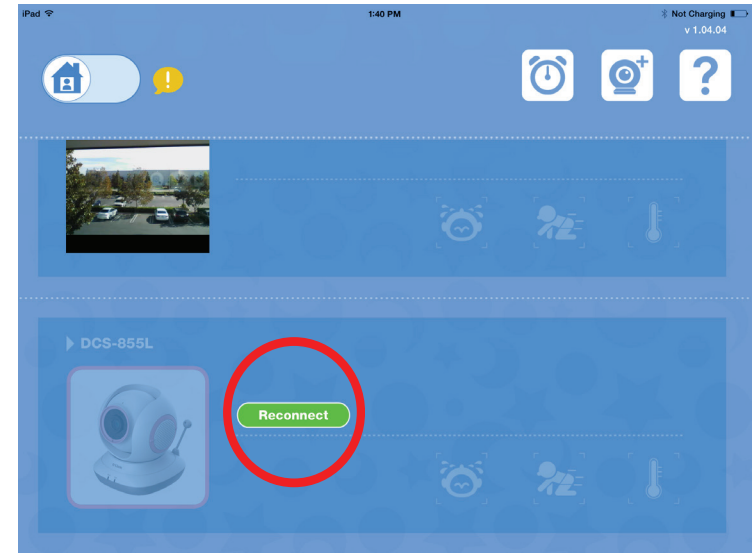 iPad 1:40 PM Not Charging
v 1.04.04
!
?
DCS-855L
Reconnect